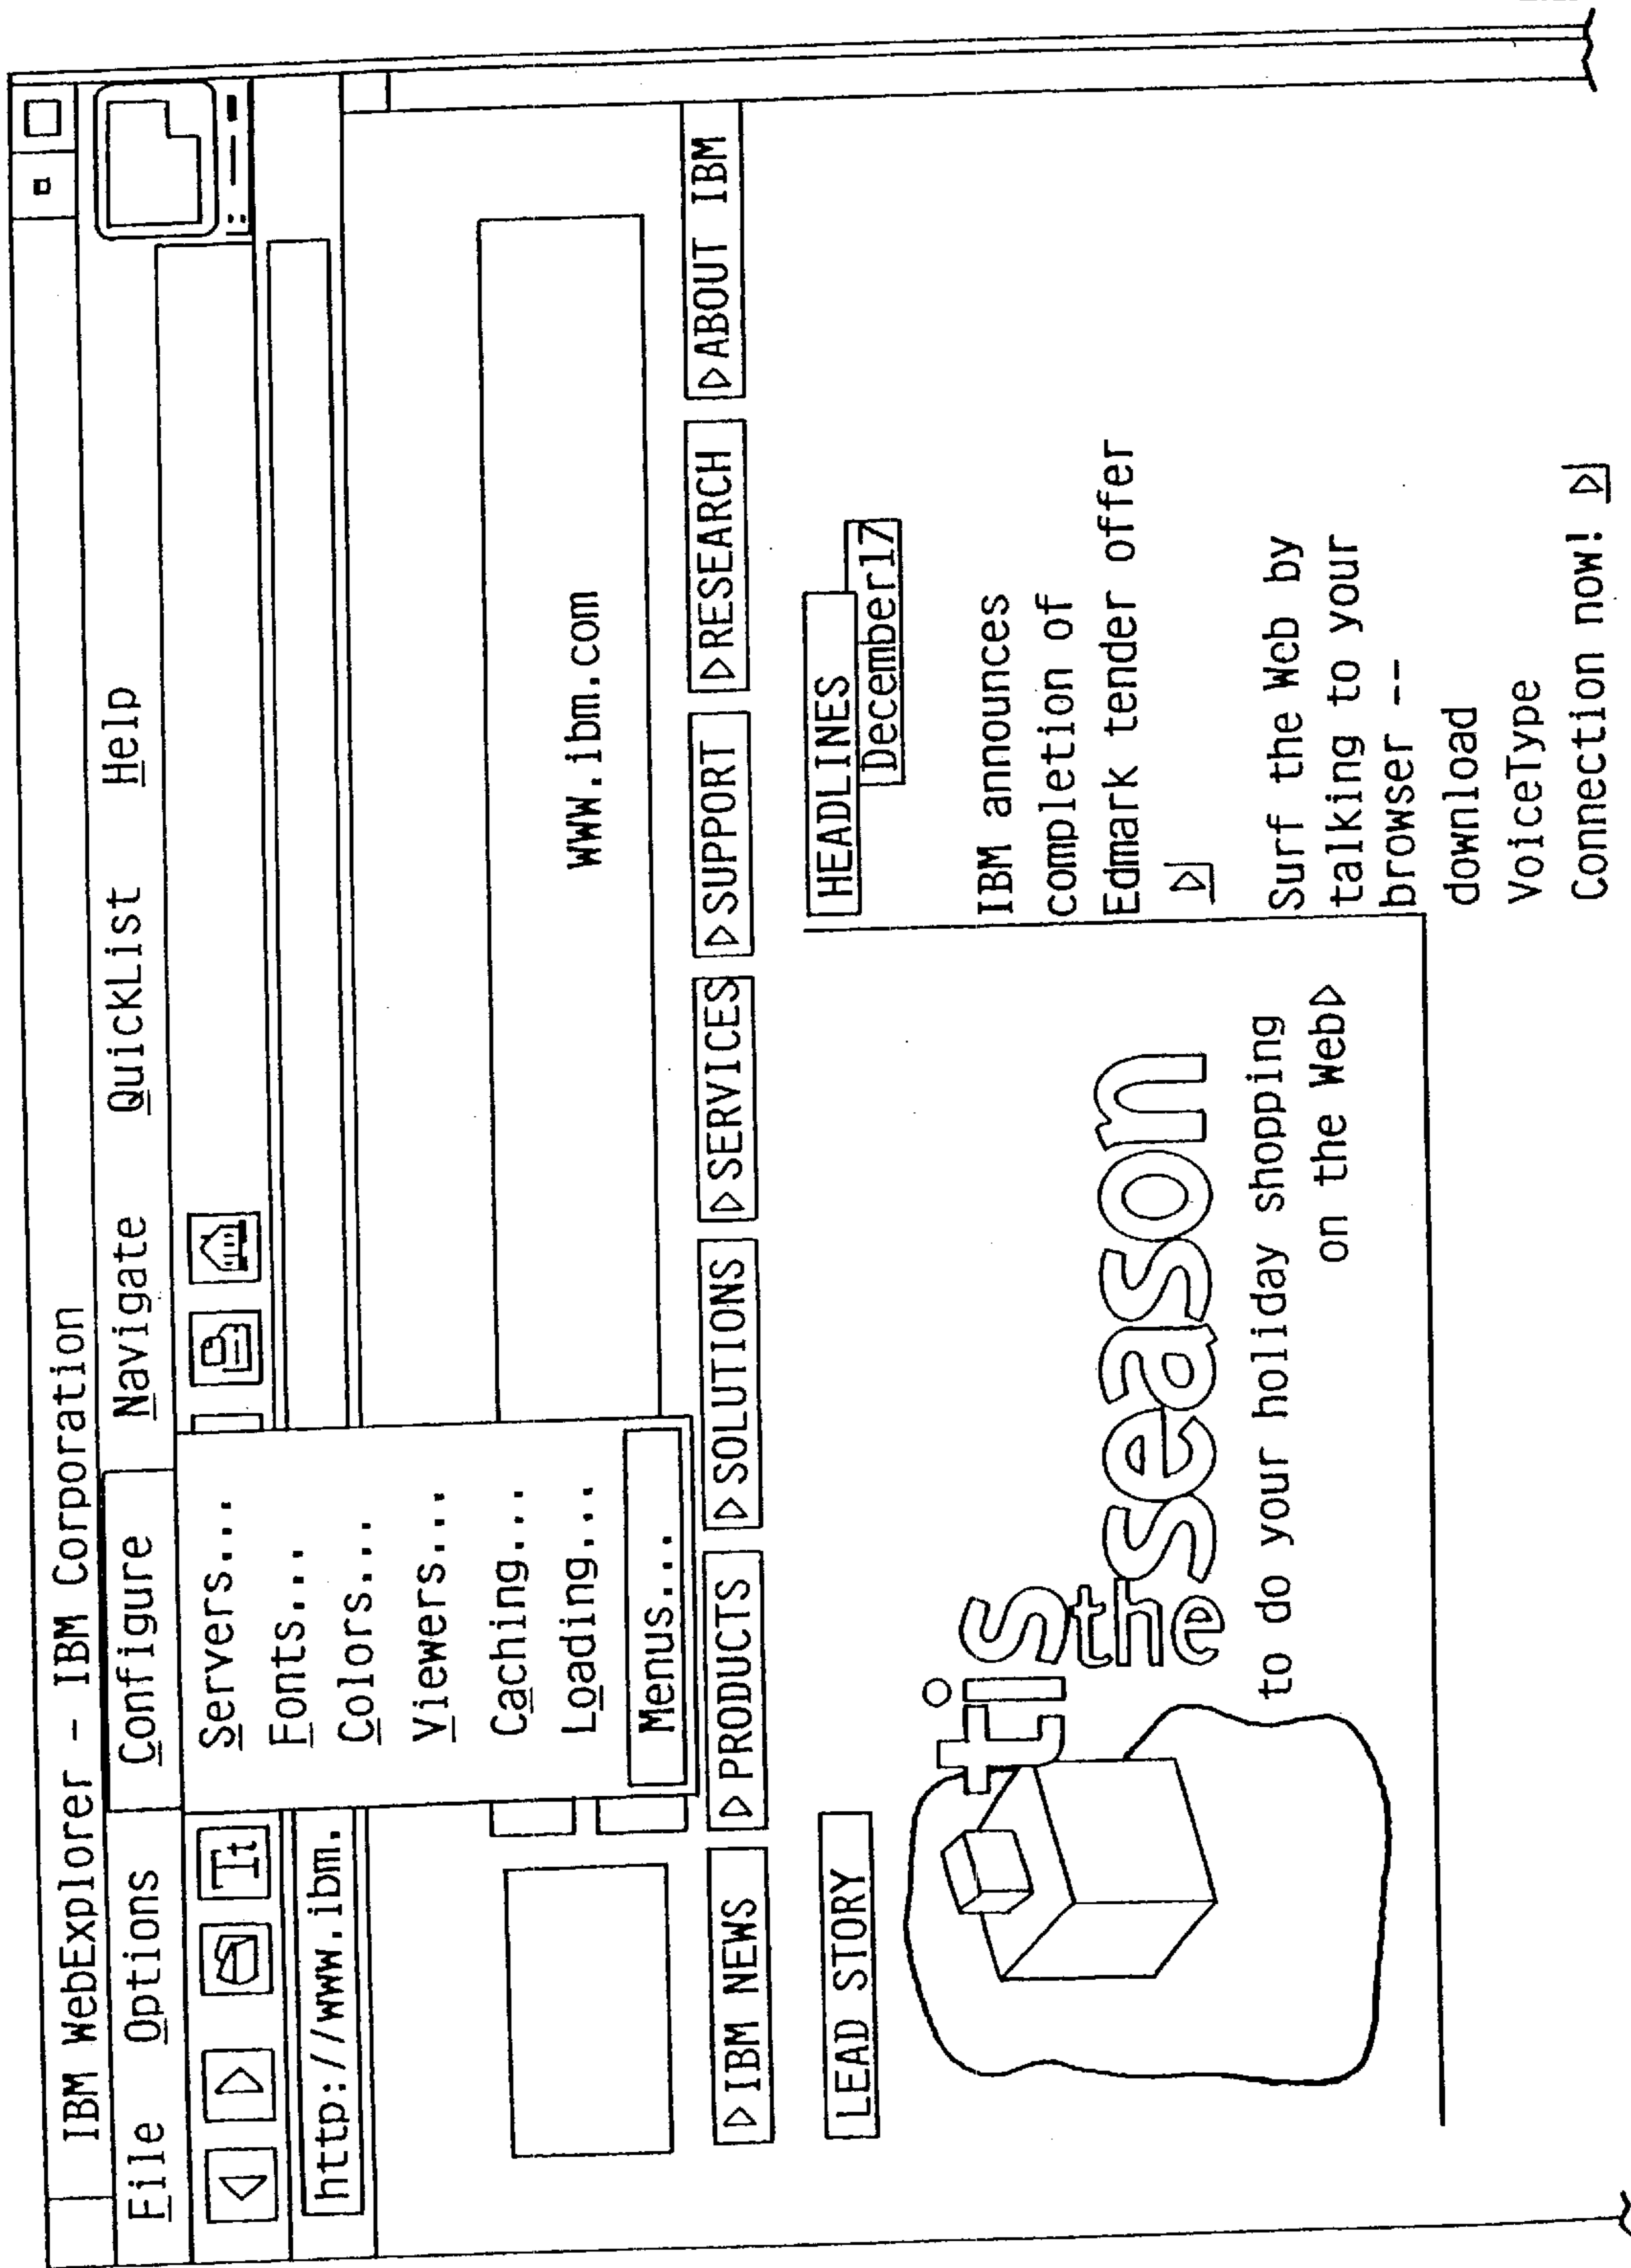 IBM WebExplorer - IBM Corporation
File Options Configure Navigate QuickList Help
Tt
http://www.ibm.
Servers...
Fonts...
Colors...
Viewers...
Caching...
Loading...
Menus...
www.ibm.com
▷IBM NEWS ▷PRODUCTS ▷SOLUTIONS ▷SERVICES ▷SUPPORT ▷RESEARCH ▷ABOUT IBM
LEAD STORY
tis
the season
to do your holiday shopping
on the Web▷
HEADLINES
December17
IBM announces
completion of
Edmark tender offer
▷
Surf the Web by
talking to your
browser --
download
VoiceType
Connection now! ▷